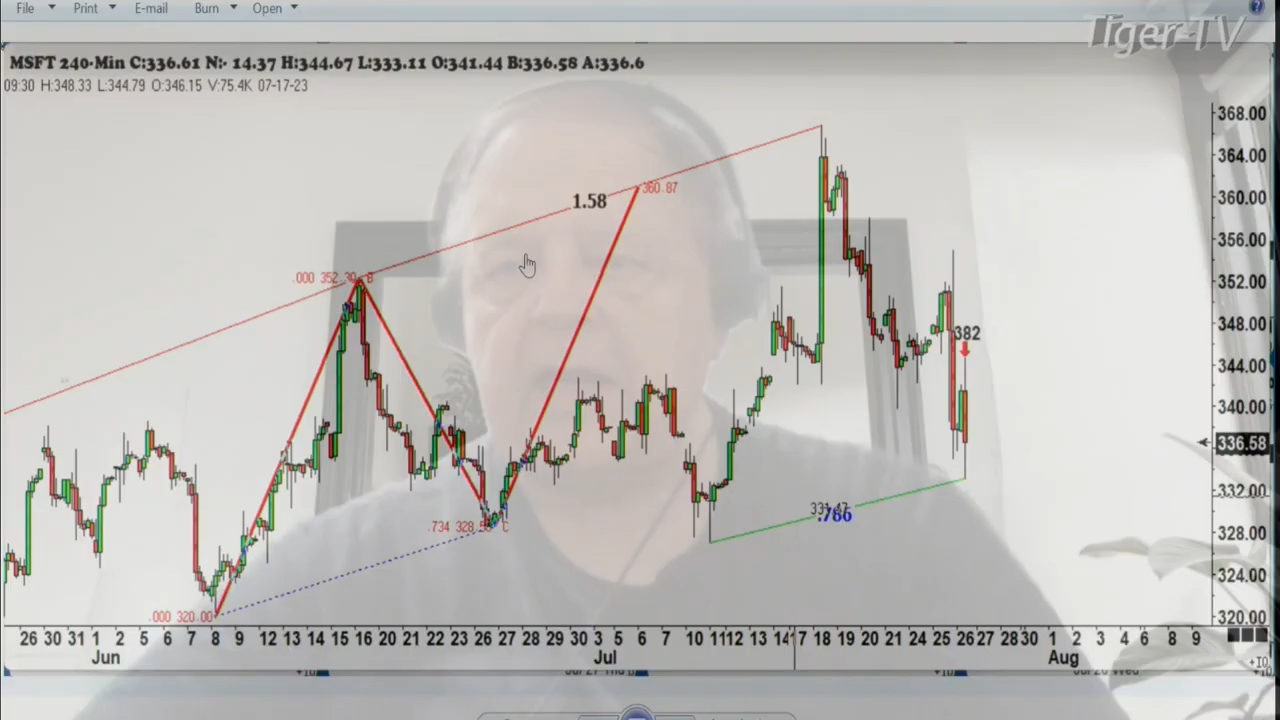 File Print E-mail Burn Open
Tiger-TV
MSFT 240-Min C:336.61 N:- 14.37 H:344.67 L:333.11 O:341.44 B:336.58 A:336.6
09:30 H:348.33 L:344.79 O:346.15 V:75.4K 07-17-23
368.00
364.00
360.87
1.58
360.00
356.00
.000 352.39 B
352.00
348.00
382
344.00
340.00
336.58
332.00
.786
.734 C
328.00
324.00
.000 320.00
320.00
26 30 31 1 2 5 6 7 8 9 12 13 14 15 16 20 21 22 23 26 27 28 29 30 3 5 6 7 10 11 12 13 14 17 18 19 20 21 24 25 26 27 28 30 1 2 3 4 6 8 9
Jun Jul Aug